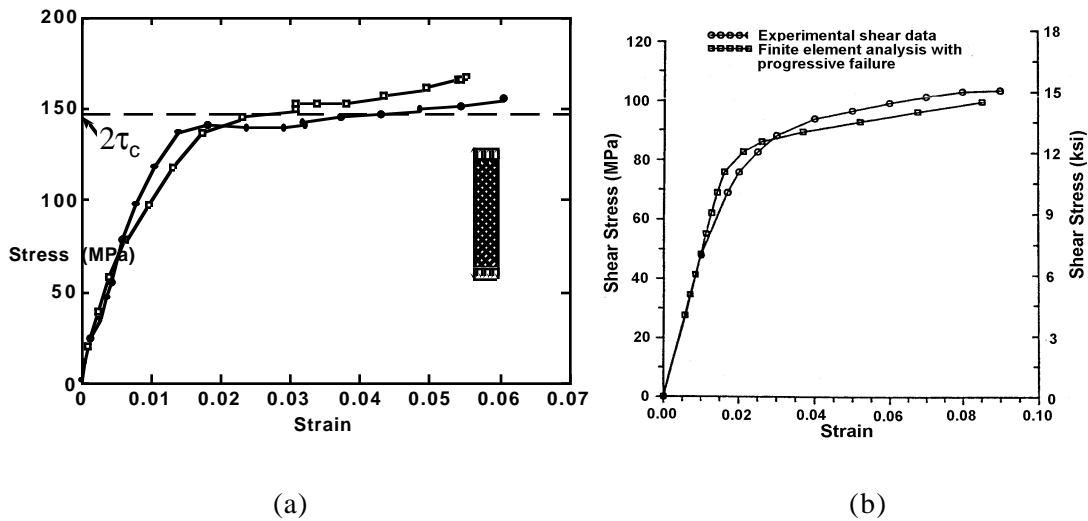 200
150
100
50
0
Stress (MPa)
2τc
0 0.01 0.02 0.03 0.04 0.05 0.06 0.07
Strain
(a)
Experimental shear data
Finite element analysis with
progressive failure
120
100
80
60
40
20
0
Shear Stress (MPa)
0.00 0.02 0.04 0.06 0.08 0.10
Strain
18
15
12
9
6
3
0
Shear Stress (ksi)
(b)